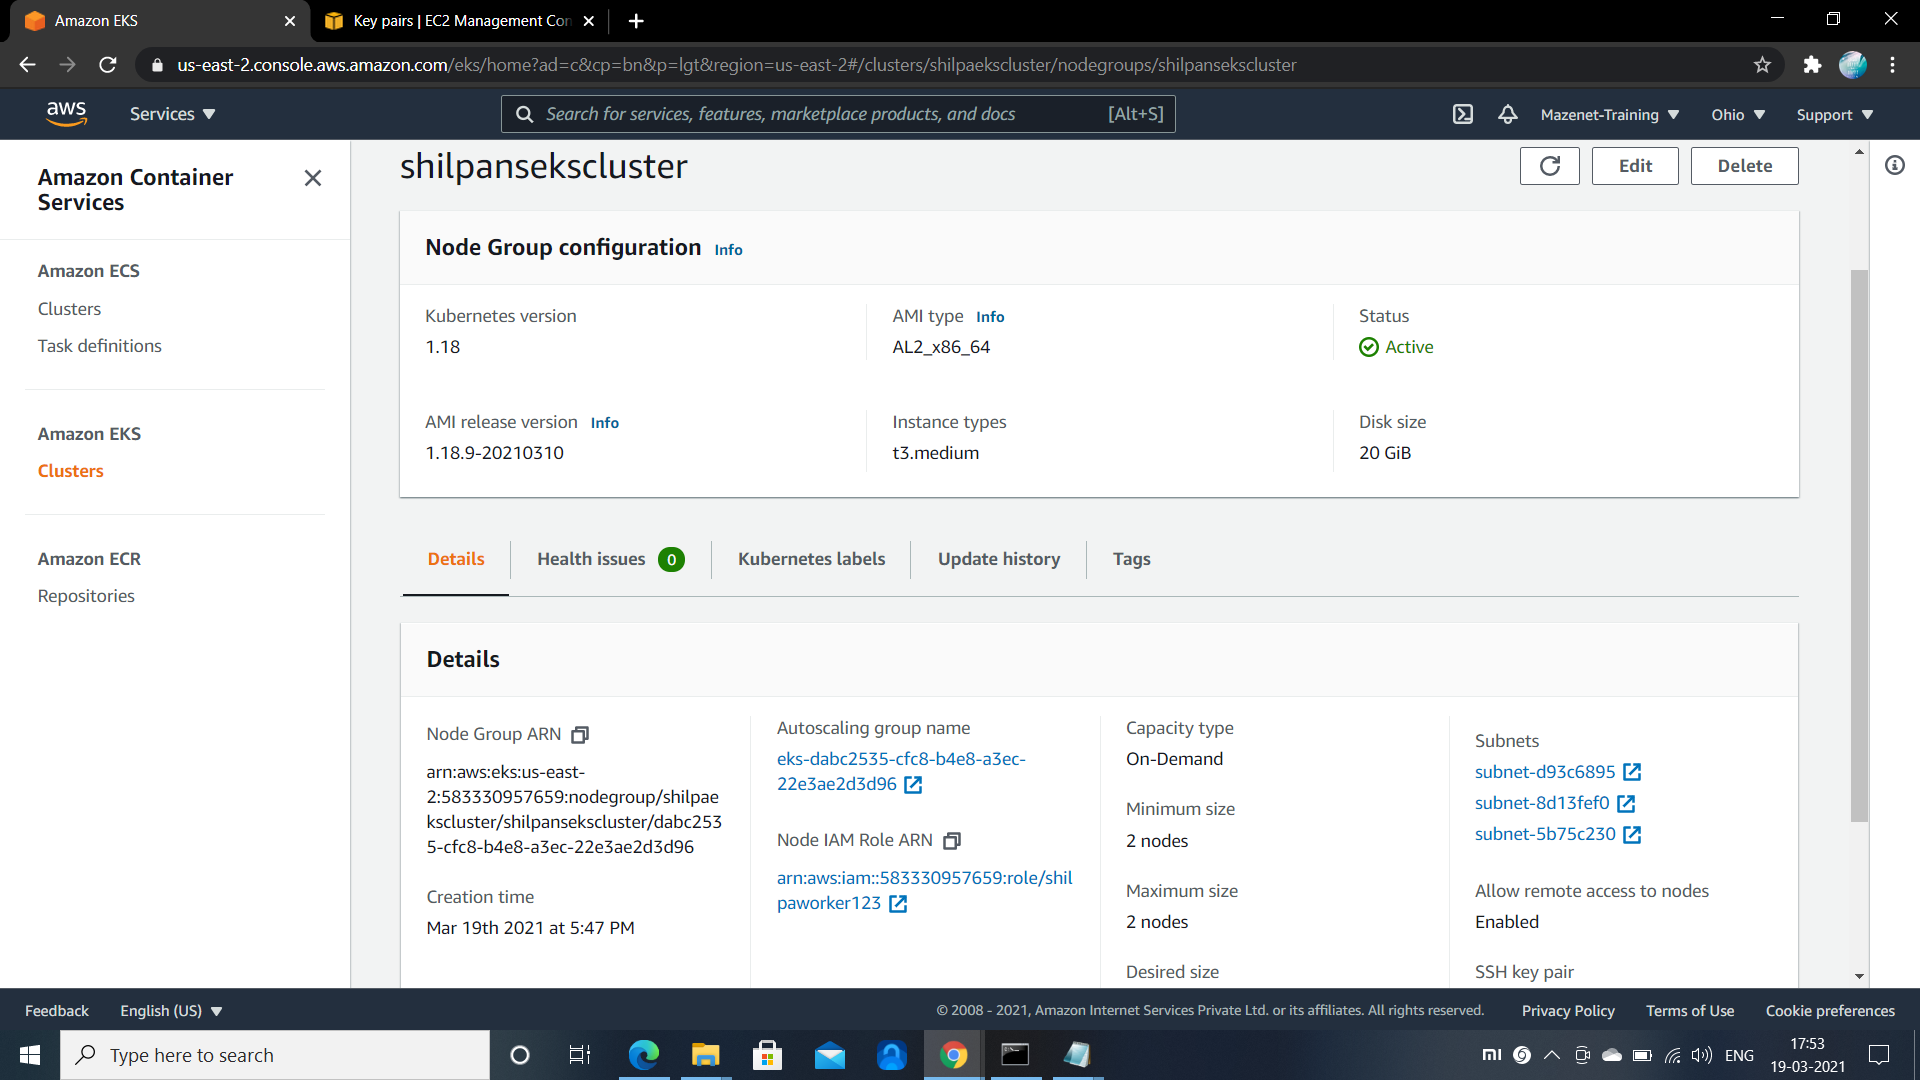 Amazon EKS
Key pairs | EC2 Management Con
us-east-2.console.aws.amazon.com/eks/home?ad=c&cp=bn&p=lgt&region=us-east-2#/clusters/shilpaekscluster/nodegroups/shilpansekscluster
aws
Services
Search for services, features, marketplace products, and docs
[Alt+S]
Mazenet-Training
Ohio
Support
Amazon Container
Services
Amazon ECS
Clusters
Task definitions
Amazon EKS
Clusters
Amazon ECR
Repositories
shilpansekscluster
Edit
Delete
Node Group configuration Info
Kubernetes version
1.18
AMI type Info
AL2_x86_64
Status
Active
AMI release version Info
1.18.9-20210310
Instance types
t3.medium
Disk size
20 GiB
Details
Health issues 0
Kubernetes labels
Update history
Tags
Details
Node Group ARN
arn:aws:eks:us-east-
2:583330957659:nodegroup/shilpae
kscluster/shilpansekscluster/dabc253
5-cfc8-b4e8-a3ec-22e3ae2d3d96
Creation time
Mar 19th 2021 at 5:47 PM
Autoscaling group name
eks-dabc2535-cfc8-b4e8-a3ec-
22e3ae2d3d96
Node IAM Role ARN
arn:aws:iam::583330957659:role/shil
paworker123
Capacity type
On-Demand
Minimum size
2 nodes
Maximum size
2 nodes
Desired size
Subnets
subnet-d93c6895
subnet-8d13fef0
subnet-5b75c230
Allow remote access to nodes
Enabled
SSH key pair
Feedback
English (US)
© 2008 - 2021, Amazon Internet Services Private Ltd. or its affiliates. All rights reserved.
Privacy Policy
Terms of Use
Cookie preferences
Type here to search
mi
ENG
17:53
19-03-2021